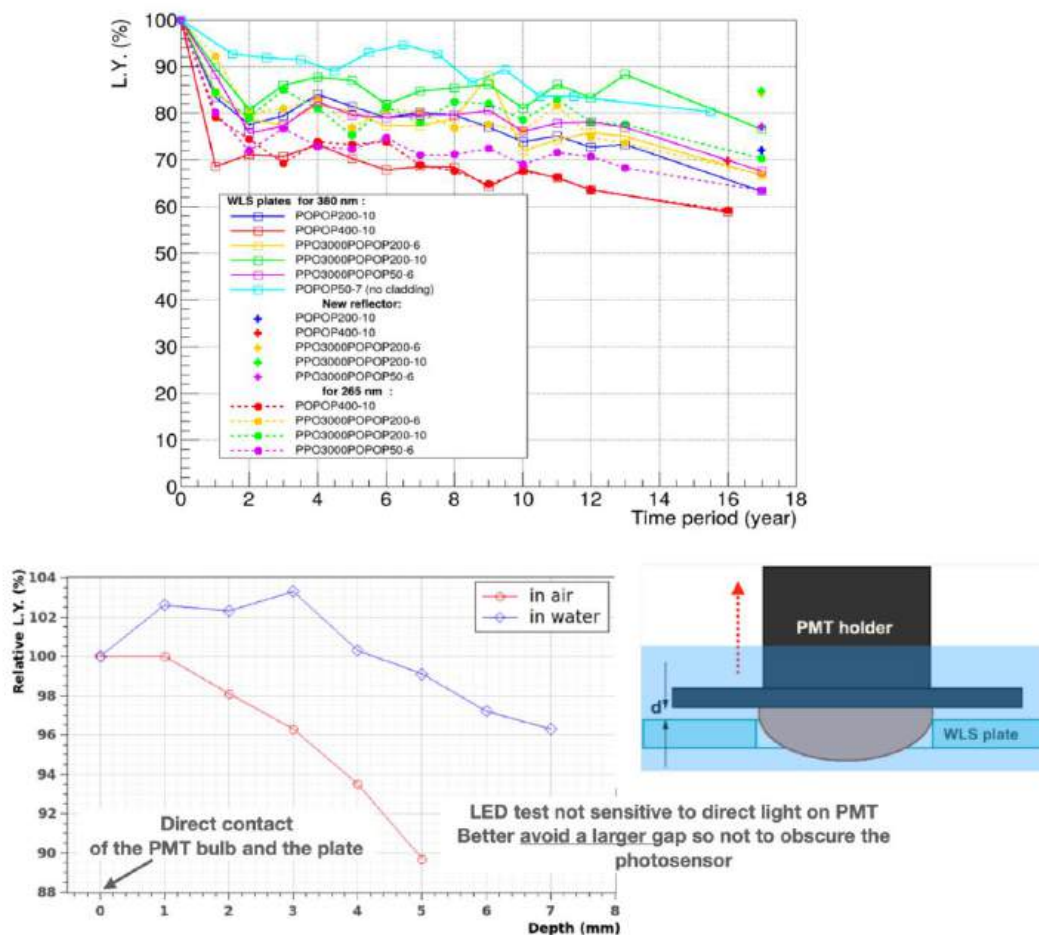 L.Y. (%)
100
90
80
70
60
50
40
30
20
10
0
WLS plates for 380 nm :
POPOP200-10
POPOP400-10
PPO3000POPOP200-6
PPO3000POPOP200-10
PPO3000POPOP50-6
POPOP50-7 (no cladding)
New reflector:
POPOP200-10
POPOP400-10
PPO3000POPOP200-6
PPO3000POPOP200-10
PPO3000POPOP50-6
for 265 nm :
POPOP400-10
PPO3000POPOP200-6
PPO3000POPOP200-10
PPO3000POPOP50-6
0 2 4 6 8 10 12 14 16 18
Time period (year)
Relative L.Y. (%)
104
102
100
98
96
94
92
90
88
in air
in water
Direct contact
of the PMT bulb and the plate
0 1 2 3 4 5 6 7 8
Depth (mm)
PMT holder
d
WLS plate
LED test not sensitive to direct light on PMT
Better avoid a larger gap so not to obscure the
photosensor